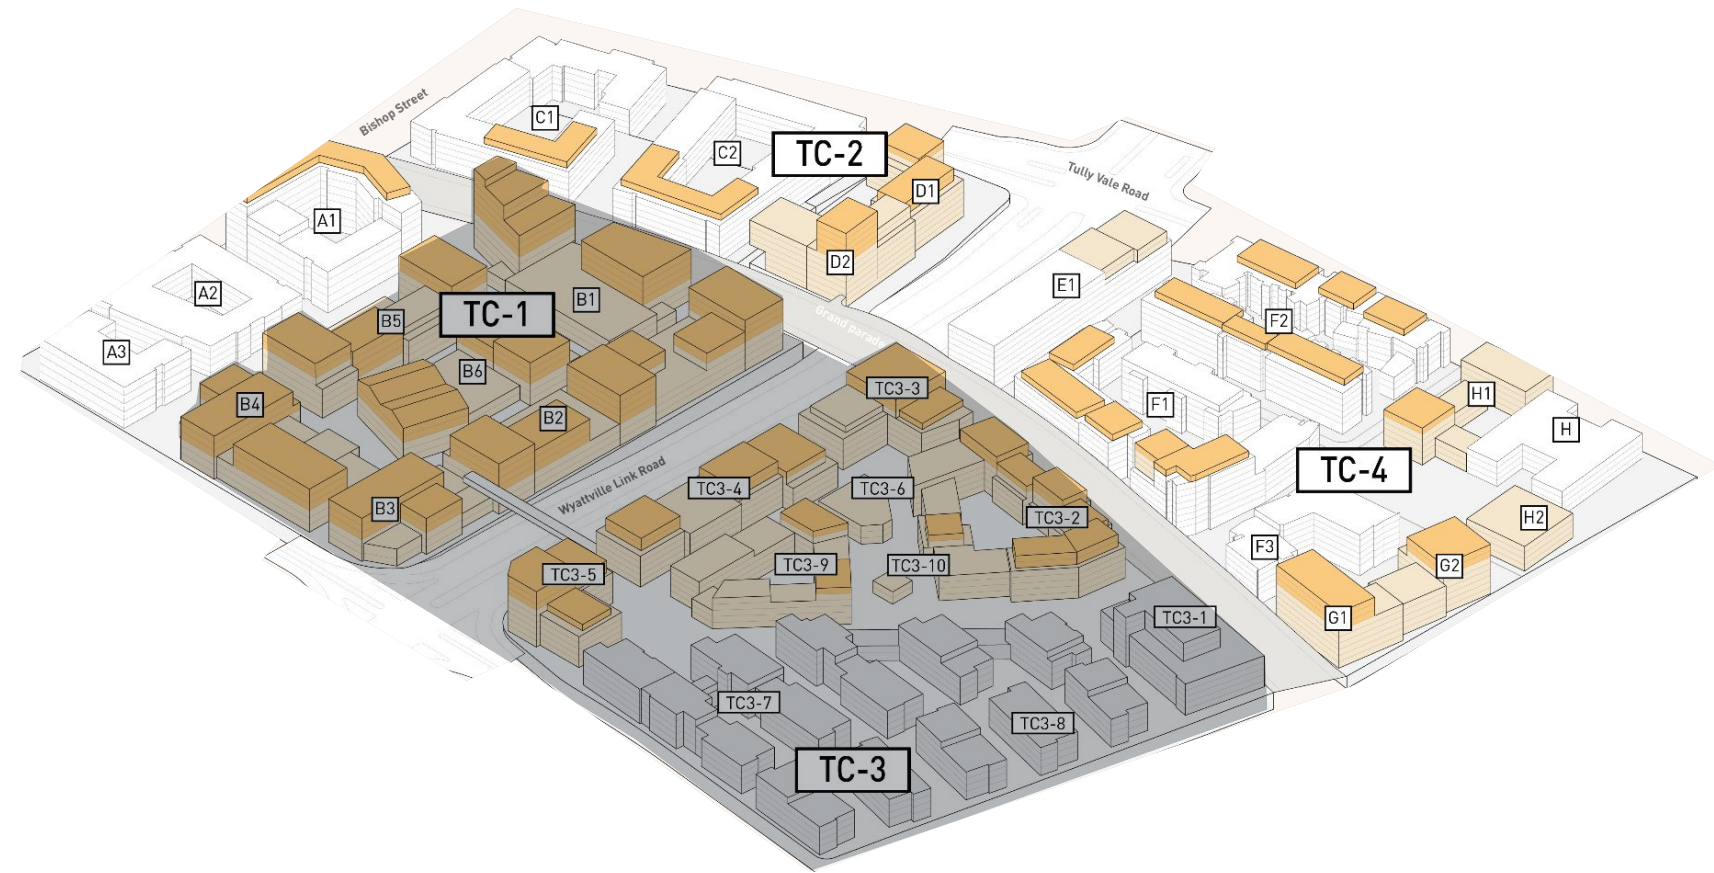 Bishop Street
C1
C2
TC-2
D1
Tully Vale Road
A1
D2
A2
B1
E1
TC-1
B5
Grand parade
F2
A3
B6
TC3-3
H1
B4
B2
F1
H
TC-4
Wyattville Link Road
TC3-4
TC3-6
B3
TC3-2
H2
F3
TC3-9
TC3-10
G2
TC3-5
G1
TC3-1
TC3-7
TC3-8
TC-3